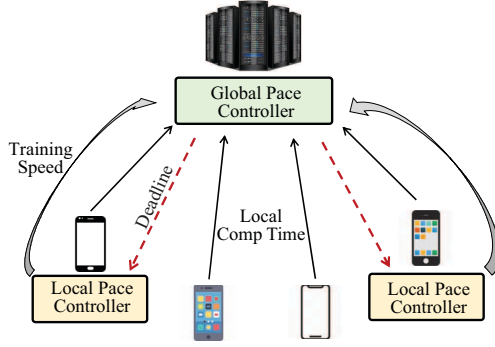 Global Pace
Controller
Training
Speed
Deadline
Local
Comp Time
Local Pace
Controller
Local Pace
Controller